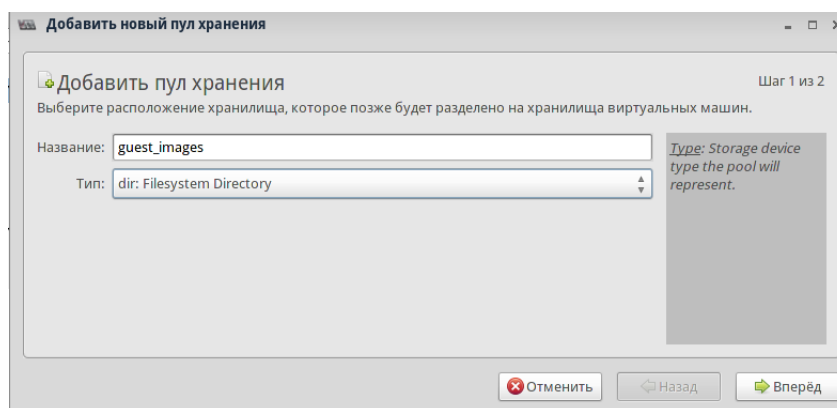 Добавить новый пул хранения
Добавить пул хранения
Шаг 1 из 2
Выберите расположение хранилища, которое позже будет разделено на хранилища виртуальных машин.
Название: guest_images
Type: Storage device
type the pool will
represent.
Тип: dir: Filesystem Directory
Отменить
Назад
Вперёд